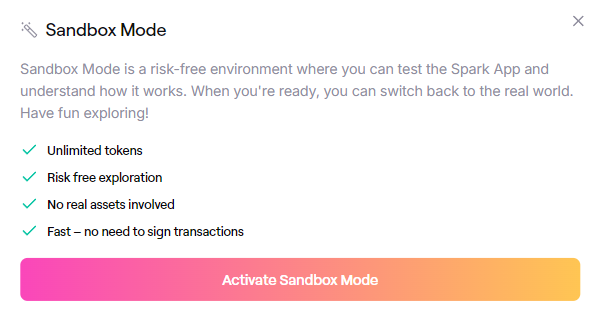 Sandbox Mode
Sandbox Mode is a risk-free environment where you can test the Spark App and
understand how it works. When you're ready, you can switch back to the real world.
Have fun exploring!
Unlimited tokens
Risk free exploration
No real assets involved
Fast – no need to sign transactions
Activate Sandbox Mode